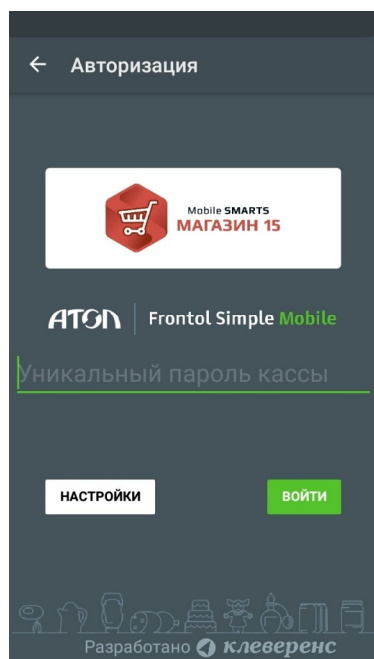 Авторизация
Mobile SMARTS
МАГАЗИН 15
АТОЛ Frontol Simple Mobile
Уникальный пароль кассы
НАСТРОЙКИ ВОЙТИ
Разработано клеверенс